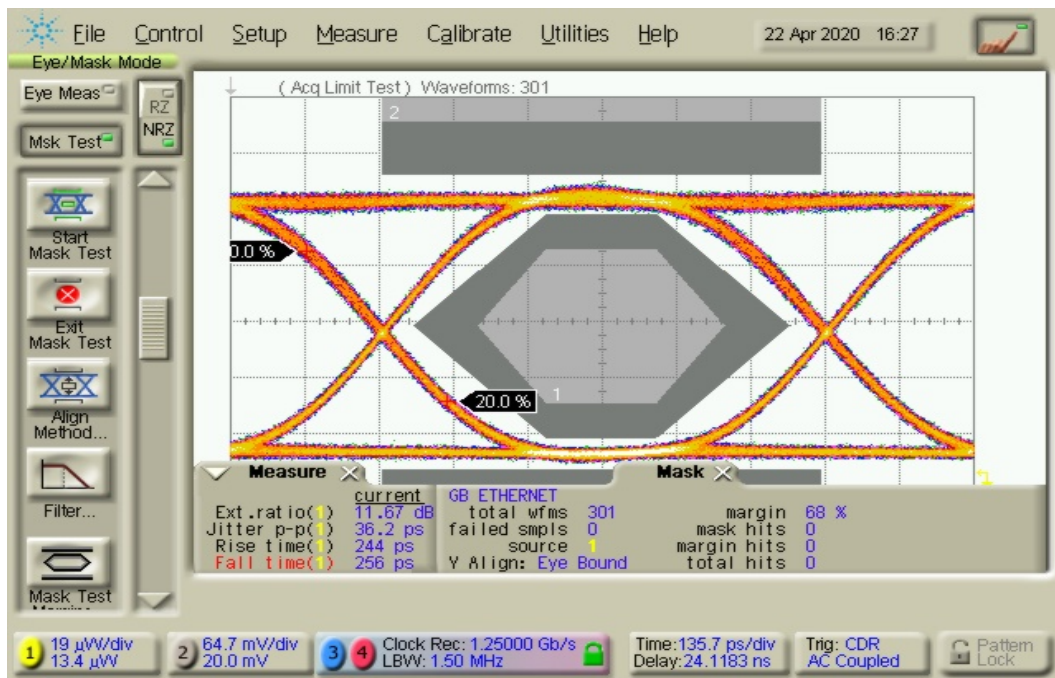 File Control Setup Measure Calibrate Utilities Help 22 Apr 2020 16:27
Eye/Mask Mode
Eye Meas
RZ
NRZ
Msk Test
Start
Mask Test
Exit
Mask Test
Align
Method...
Filter...
Mask Test
( Acq Limit Test ) Waveforms: 301
2
0.0 %
20.0 %
1
Measure
current
Ext.ratio(1) 11.67 dB
Jitter p-p(1) 36.2 ps
Rise time(1) 244 ps
Fall time(1) 256 ps
Mask
GB ETHERNET
total wfms 301 margin 68 %
failed smpls 0 mask hits 0
source 1 margin hits 0
Y Align: Eye Bound total hits 0
1 19 µW/div
13.4 µW
2 64.7 mV/div
20.0 mV
3 4 Clock Rec: 1.25000 Gb/s
LBW: 1.50 MHz
Time:135.7 ps/div
Delay:24.1183 ns
Trig: CDR
AC Coupled
Pattern
Lock